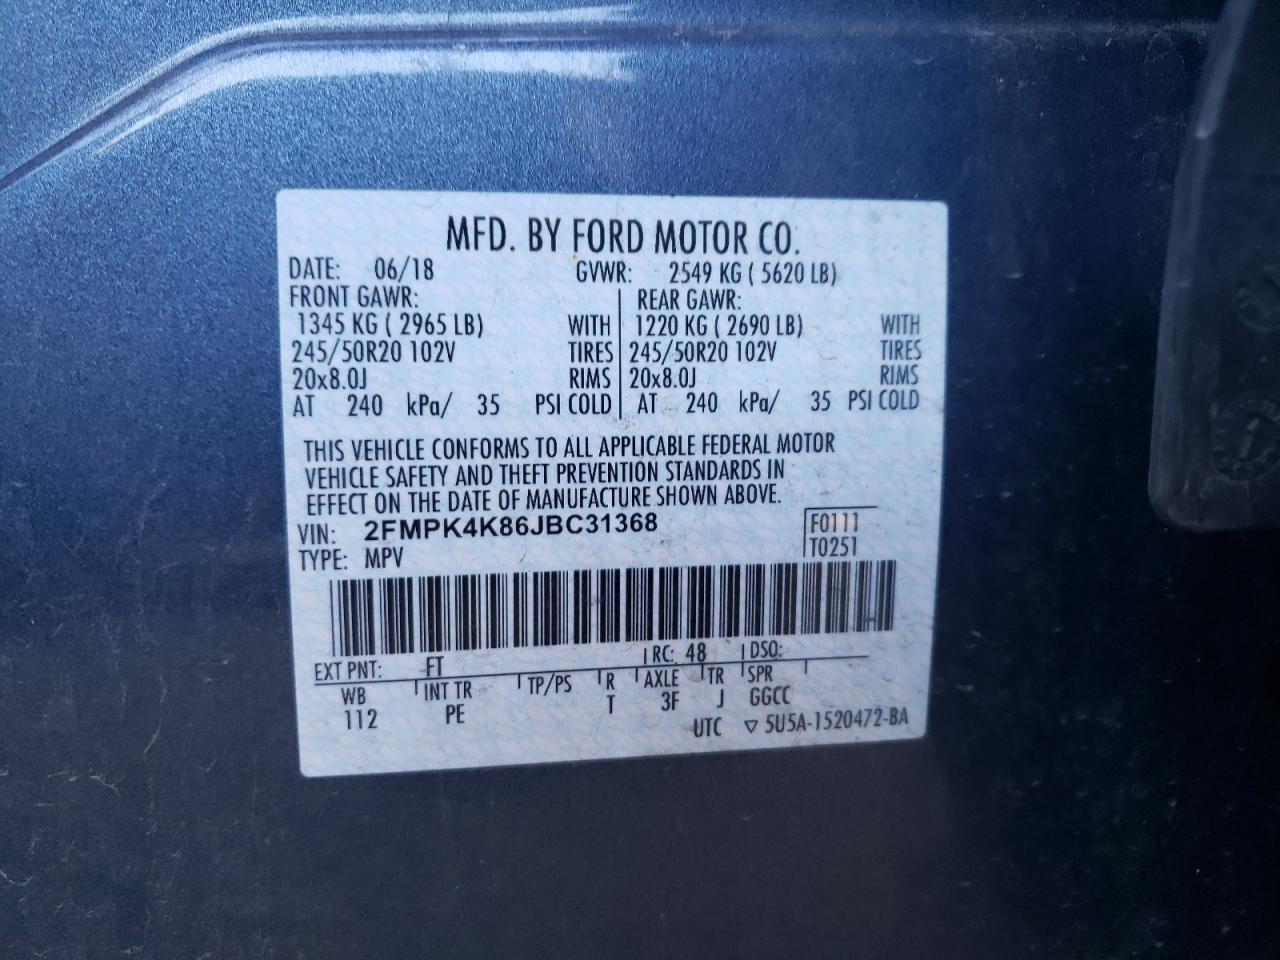 MFD. BY FORD MOTOR CO.
DATE: 06/18 GVWR: 2549 KG ( 5620 LB)
FRONT GAWR: REAR GAWR:
1345 KG ( 2965 LB) WITH 1220 KG ( 2690 LB) WITH
245/50R20 102V TIRES 245/50R20 102V TIRES
20x8.0J RIMS 20x8.0J RIMS
AT 240 kPa/ 35 PSI COLD AT 240 kPa/ 35 PSI COLD
THIS VEHICLE CONFORMS TO ALL APPLICABLE FEDERAL MOTOR
VEHICLE SAFETY AND THEFT PREVENTION STANDARDS IN
EFFECT ON THE DATE OF MANUFACTURE SHOWN ABOVE.
VIN: 2FMPK4K86JBC31368 F0111
TYPE: MPV T0251
EXT PNT: FT RC: 48 DSO:
WB INT TR TP/PS R AXLE TR SPR
112 PE T 3F J GGCC
UTC ▽ 5U5A-1520472-BA